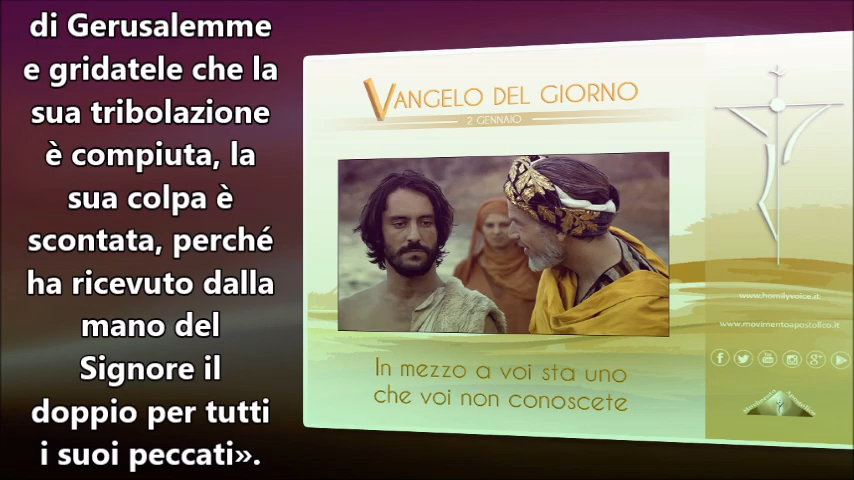 di Gerusalemme
e gridatele che la
sua tribolazione
è compiuta, la
sua colpa è
scontata, perché
ha ricevuto dalla
mano del
Signore il
doppio per tutti
i suoi peccati».
VANGELO DEL GIORNO
2 GENNAIO
In mezzo a voi sta uno
che voi non conoscete
www.homilyvoice.it
www.movimentoapostolico.it